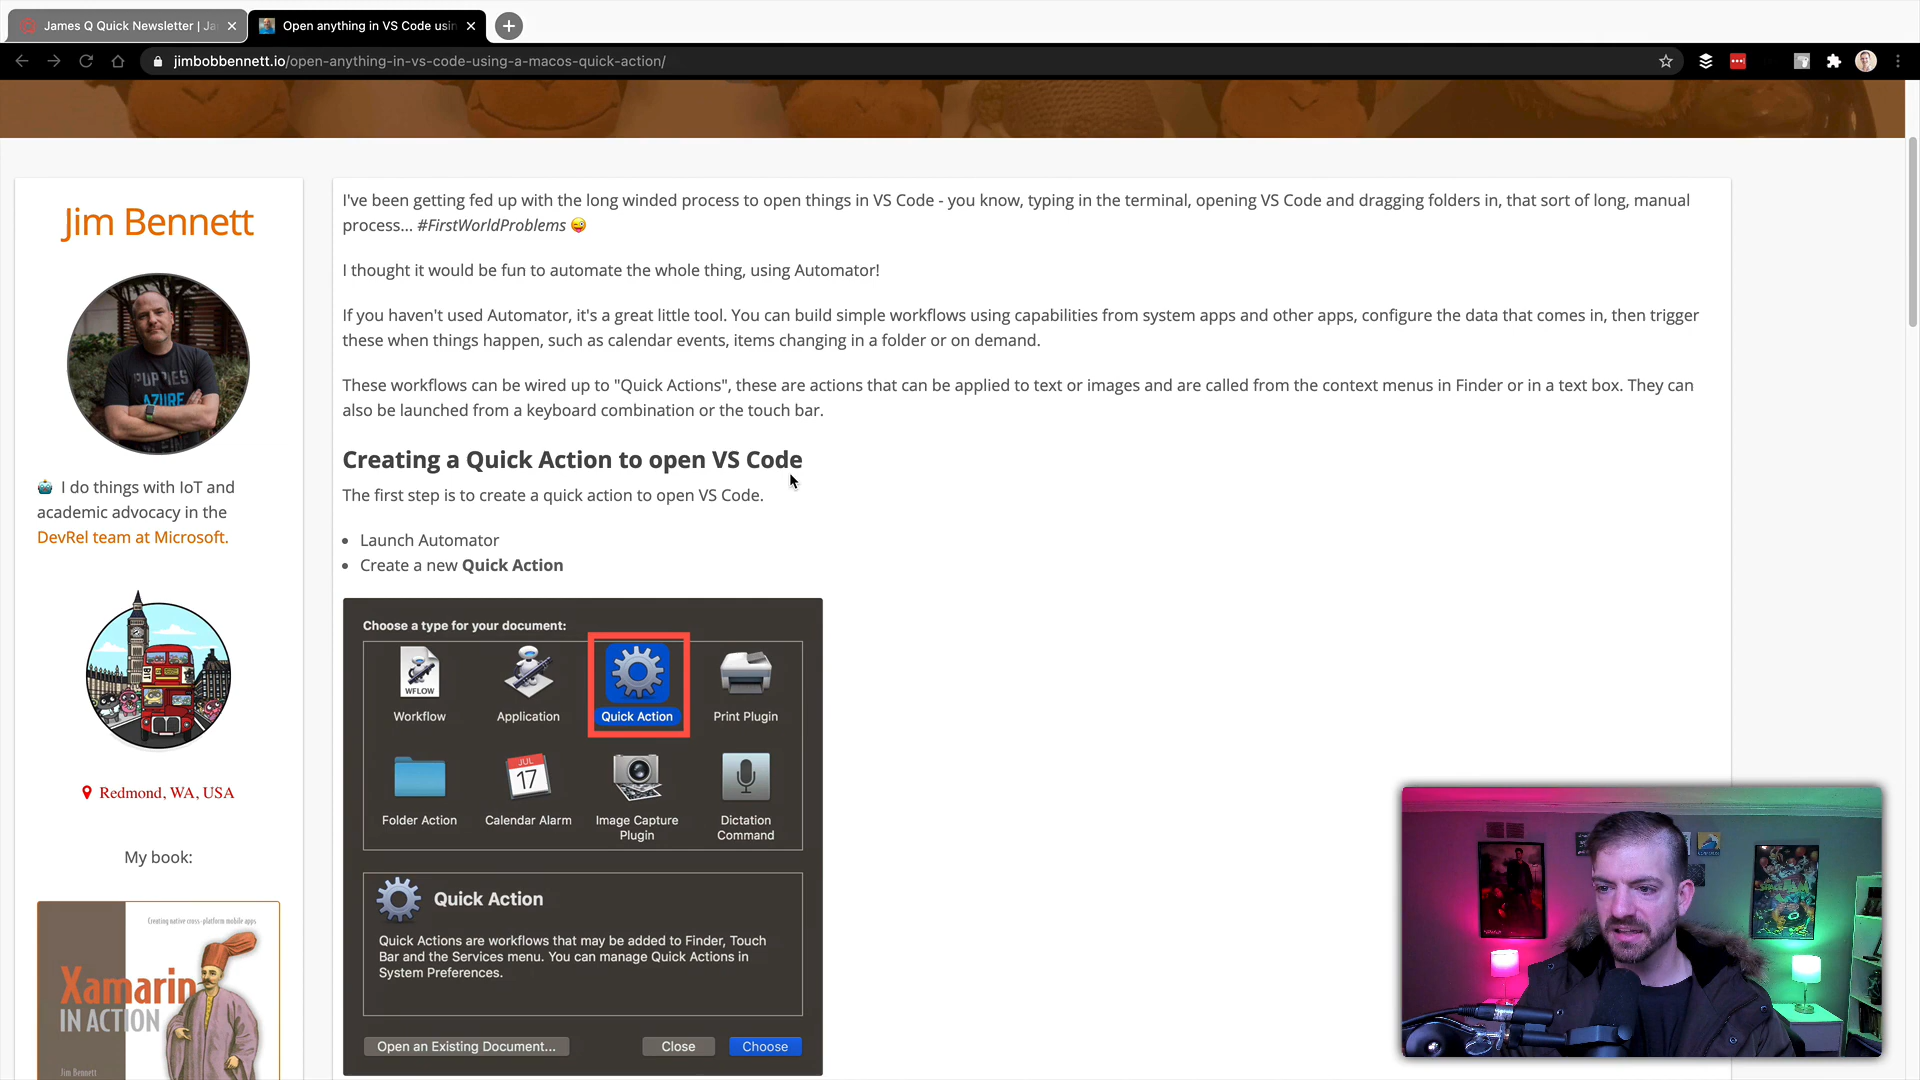 James Q Quick Newsletter | Ja
Open anything in VS Code usin
jimbobbennett.io/open-anything-in-vs-code-using-a-macos-quick-action/
Jim Bennett
PUPPIES
AZURE
I do things with IoT and
academic advocacy in the
DevRel team at Microsoft.
Redmond, WA, USA
My book:
Creating native cross-platform mobile apps
Xamarin
IN ACTION
Jim Bennett
I've been getting fed up with the long winded process to open things in VS Code - you know, typing in the terminal, opening VS Code and dragging folders in, that sort of long, manual
process... #FirstWorldProblems 😜
I thought it would be fun to automate the whole thing, using Automator!
If you haven't used Automator, it's a great little tool. You can build simple workflows using capabilities from system apps and other apps, configure the data that comes in, then trigger
these when things happen, such as calendar events, items changing in a folder or on demand.
These workflows can be wired up to "Quick Actions", these are actions that can be applied to text or images and are called from the context menus in Finder or in a text box. They can
also be launched from a keyboard combination or the touch bar.
Creating a Quick Action to open VS Code
The first step is to create a quick action to open VS Code.
• Launch Automator
• Create a new Quick Action
Choose a type for your document:
WFLOW
Workflow
Application
Quick Action
Print Plugin
Folder Action
JUL
17
Calendar Alarm
Image Capture
Plugin
Dictation
Command
Quick Action
Quick Actions are workflows that may be added to Finder, Touch
Bar and the Services menu. You can manage Quick Actions in
System Preferences.
Open an Existing Document...
Close
Choose